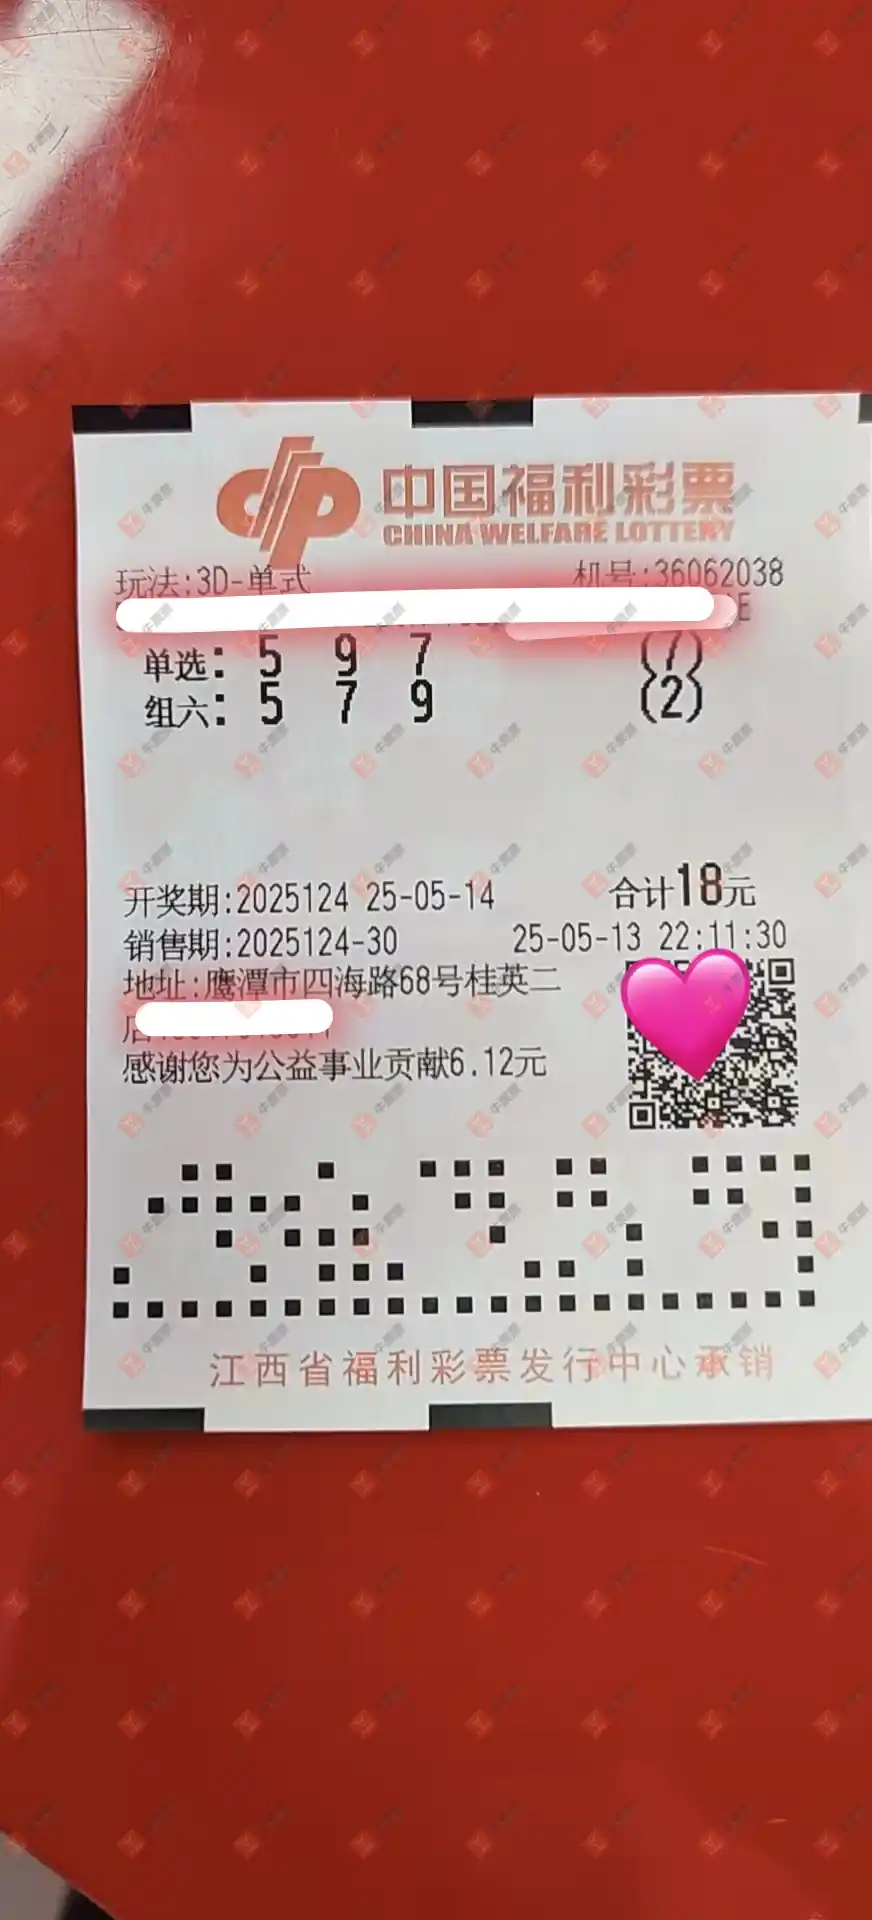 中国福利彩票
CHINA WELFARE LOTTERY
玩法:3D-单式 机号:36062038
E
单选: 5 9 7 (7)
组六: 5 7 9 (2)
开奖期:2025124 25-05-14 合计18元
销售期:2025124-30 25-05-13 22:11:30
地址:鹰潭市四海路68号桂英二
店
感谢您为公益事业贡献6.12元
江西省福利彩票发行中心承销